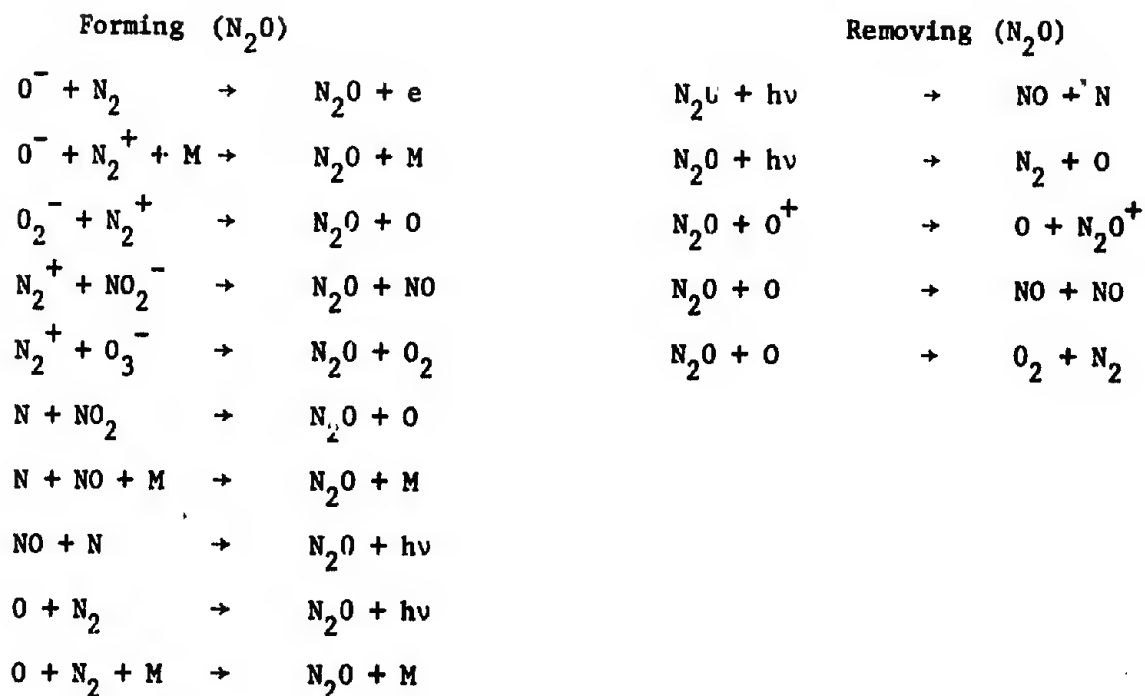 Forming (N₂O)
O⁻ + N₂ → N₂O + e
O⁻ + N₂⁺ + M → N₂O + M
O₂⁻ + N₂⁺ → N₂O + O
N₂⁺ + NO₂⁻ → N₂O + NO
N₂⁺ + O₃⁻ → N₂O + O₂
N + NO₂ → N₂O + O
N + NO + M → N₂O + M
NO + N → N₂O + hν
O + N₂ → N₂O + hν
O + N₂ + M → N₂O + M
Removing (N₂O)
N₂O + hν → NO + N
N₂O + hν → N₂ + O
N₂O + O⁺ → O + N₂O⁺
N₂O + O → NO + NO
N₂O + O → O₂ + N₂